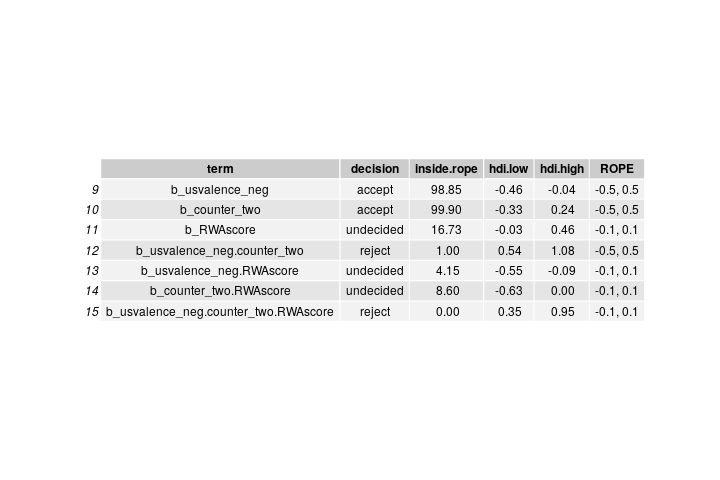 term decision inside.rope hdi.low hdi.high ROPE
9 b_usvalence_neg accept 98.85 -0.46 -0.04 -0.5, 0.5
10 b_counter_two accept 99.90 -0.33 0.24 -0.5, 0.5
11 b_RWAscore undecided 16.73 -0.03 0.46 -0.1, 0.1
12 b_usvalence_neg.counter_two reject 1.00 0.54 1.08 -0.5, 0.5
13 b_usvalence_neg.RWAscore undecided 4.15 -0.55 -0.09 -0.1, 0.1
14 b_counter_two.RWAscore undecided 8.60 -0.63 0.00 -0.1, 0.1
15 b_usvalence_neg.counter_two.RWAscore reject 0.00 0.35 0.95 -0.1, 0.1